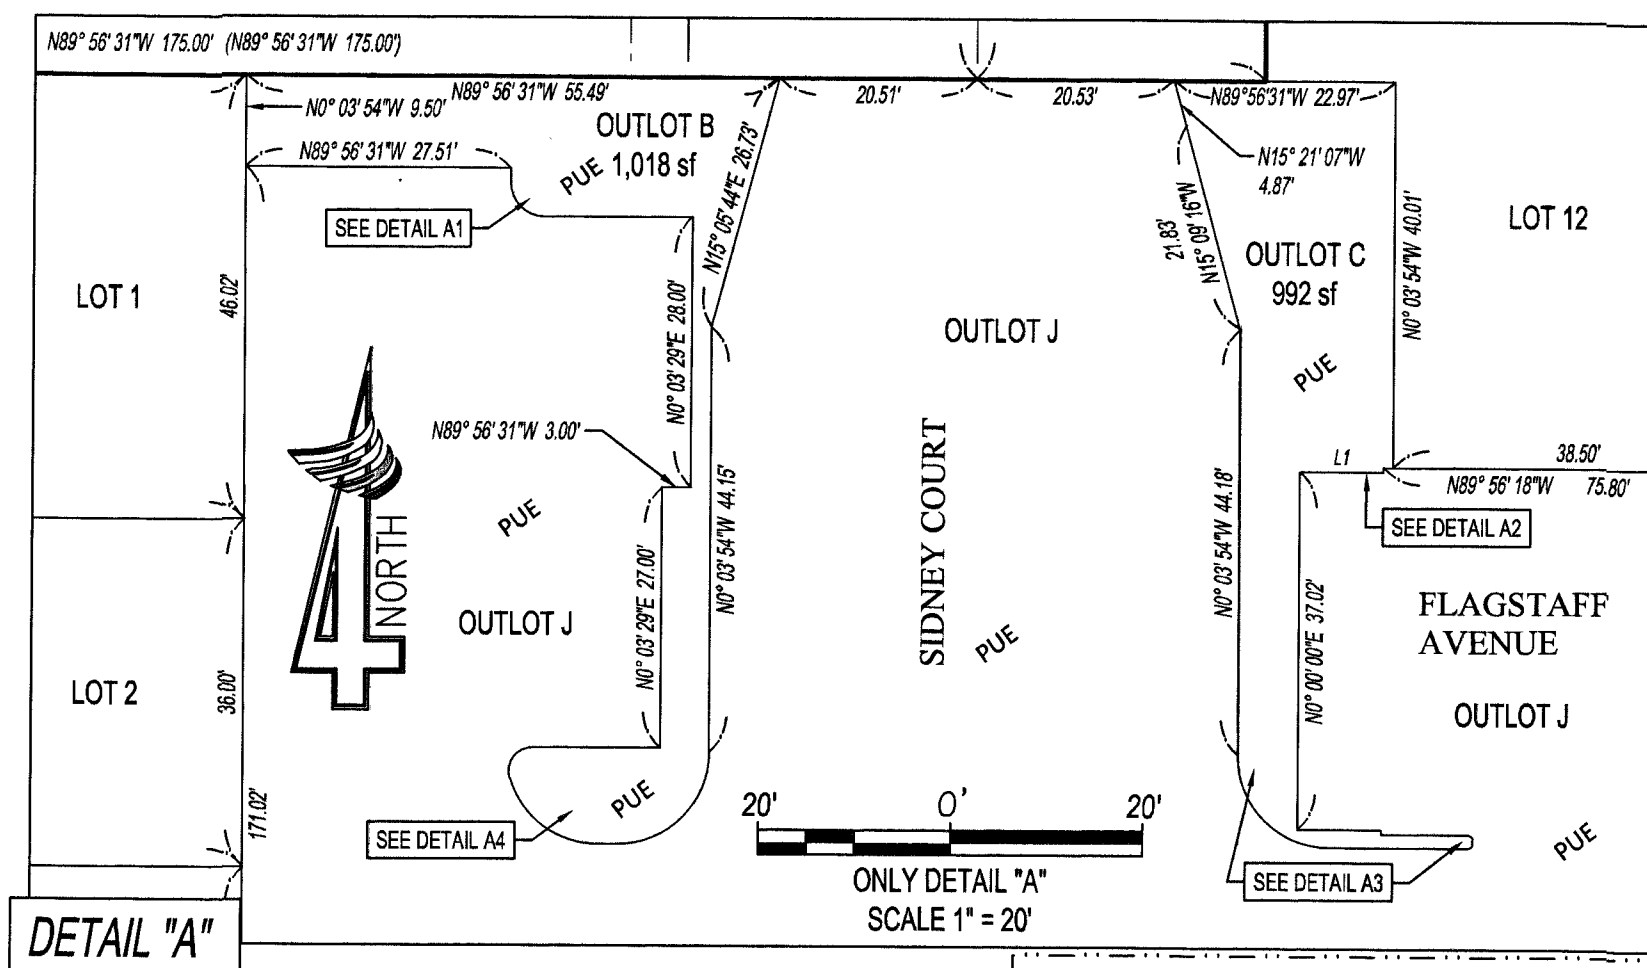 N89° 56' 31"W 175.00' (N89° 56' 31"W 175.00')
N89° 56' 31"W 55.49'
20.51'
20.53'
N89°56'31"W 22.97'
N0° 03' 54"W 9.50'
OUTLOT B
1,018 sf
PUE
N89° 56' 31"W 27.51'
N15° 05' 44"E 26.73'
N15° 21' 07"W
4.87'
21.83'
N15° 09' 16"W
SEE DETAIL A1
OUTLOT C
992 sf
N0° 03' 54"W 40.01'
LOT 12
LOT 1
46.02'
N0° 03' 29"E 28.00'
OUTLOT J
PUE
N89° 56' 31"W 3.00'
SIDNEY COURT
L1
38.50'
N89° 56' 18"W 75.80'
SEE DETAIL A2
PUE
N0° 03' 54"W 44.15'
N0° 03' 54"W 44.18'
NORTH
4
OUTLOT J
N0° 03' 29"E 27.00'
PUE
N0° 00' 00"E 37.02'
FLAGSTAFF
AVENUE
LOT 2
36.00'
OUTLOT J
171.02'
PUE
SEE DETAIL A4
20' 0' 20'
PUE
SEE DETAIL A3
ONLY DETAIL "A"
SCALE 1" = 20'
DETAIL "A"